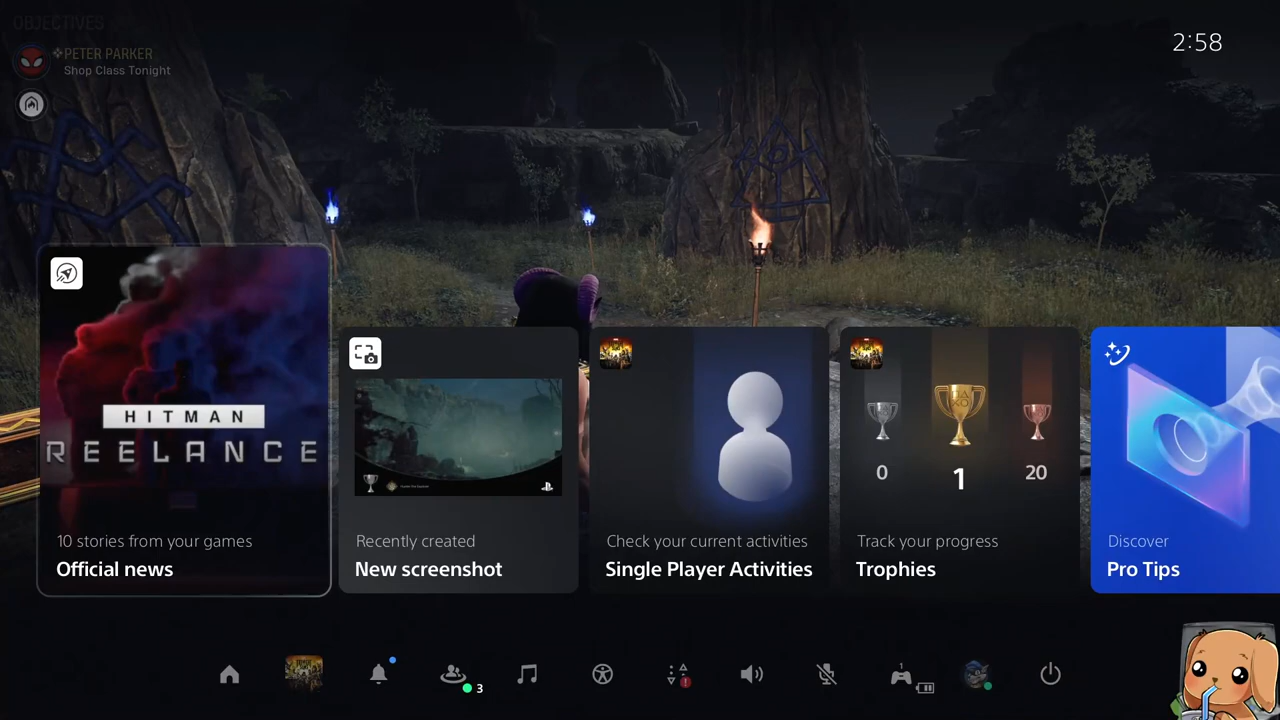 OBJECTIVES
PETER PARKER
Shop Class Tonight
2:58
HITMAN
REELANCE
10 stories from your games
Official news
Recently created
New screenshot
Check your current activities
Single Player Activities
0
1
20
Track your progress
Trophies
Discover
Pro Tips
3
1